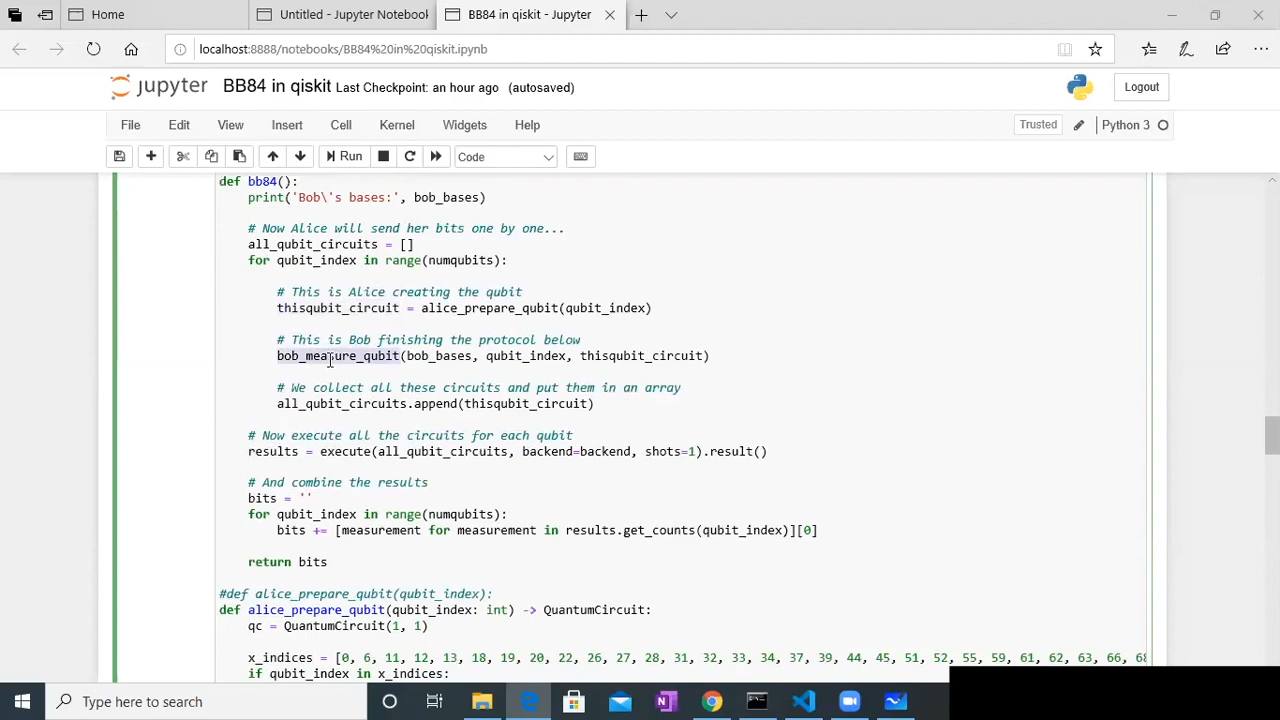 Home
Untitled - Jupyter Notebook
BB84 in qiskit - Jupyter
localhost:8888/notebooks/BB84%20in%20qiskit.ipynb
jupyter BB84 in qiskit Last Checkpoint: an hour ago (autosaved)
Logout
File Edit View Insert Cell Kernel Widgets Help
Trusted Python 3
Run Code
def bb84():
    print('Bob\'s bases:', bob_bases)
    # Now Alice will send her bits one by one...
    all_qubit_circuits = []
    for qubit_index in range(numqubits):
        # This is Alice creating the qubit
        thisqubit_circuit = alice_prepare_qubit(qubit_index)
        # This is Bob finishing the protocol below
        bob_measure_qubit(bob_bases, qubit_index, thisqubit_circuit)
        # We collect all these circuits and put them in an array
        all_qubit_circuits.append(thisqubit_circuit)
    # Now execute all the circuits for each qubit
    results = execute(all_qubit_circuits, backend=backend, shots=1).result()
    # And combine the results
    bits = ''
    for qubit_index in range(numqubits):
        bits += [measurement for measurement in results.get_counts(qubit_index)][0]
    return bits
#def alice_prepare_qubit(qubit_index):
def alice_prepare_qubit(qubit_index: int) -> QuantumCircuit:
    qc = QuantumCircuit(1, 1)
    x_indices = [0, 6, 11, 12, 13, 18, 19, 20, 22, 26, 27, 28, 31, 32, 33, 34, 37, 39, 44, 45, 51, 52, 55, 59, 61, 62, 63, 66,
    if qubit_index in x_indices:
Type here to search